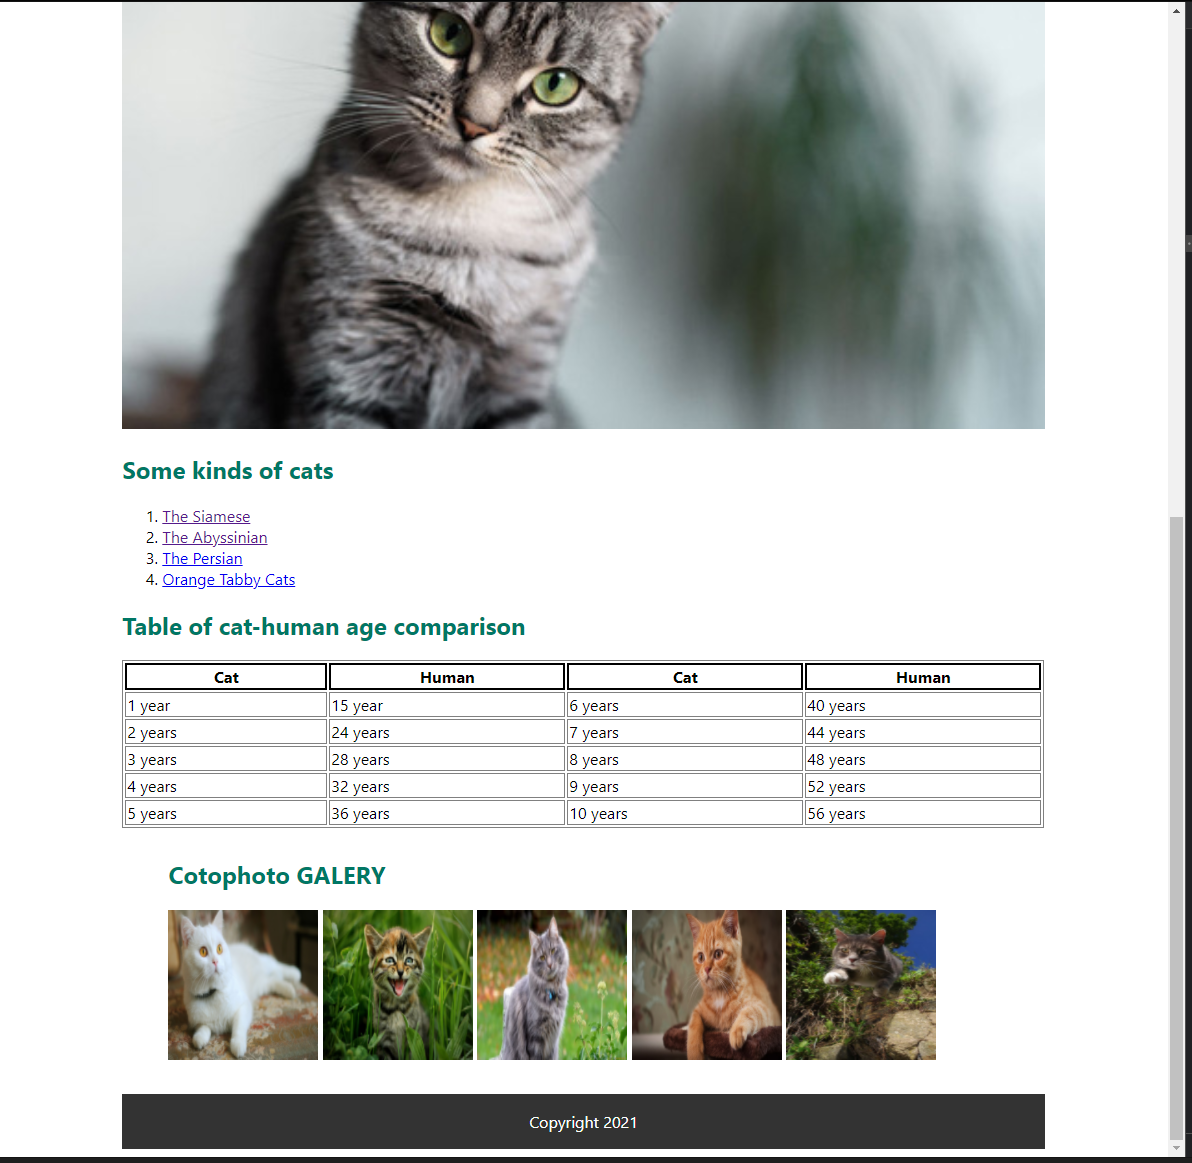 Some kinds of cats
1. The Siamese
2. The Abyssinian
3. The Persian
4. Orange Tabby Cats
Table of cat-human age comparison
Cat Human Cat Human
1 year 15 year 6 years 40 years
2 years 24 years 7 years 44 years
3 years 28 years 8 years 48 years
4 years 32 years 9 years 52 years
5 years 36 years 10 years 56 years
Cotophoto GALERY
Copyright 2021